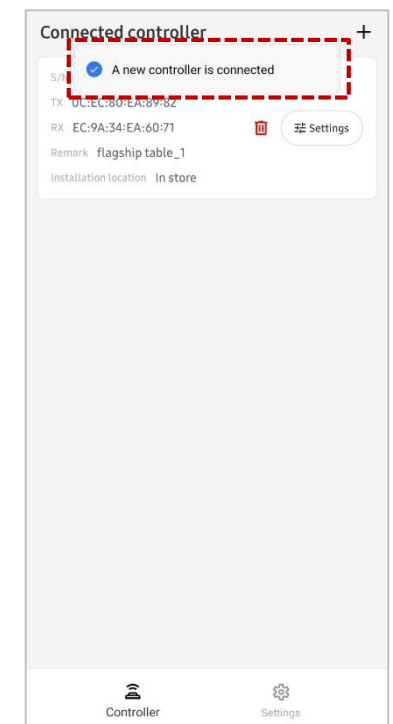 Connected controller +
A new controller is connected
TX 0C:EC:80:EA:89:82
RX EC:9A:34:EA:60:71
Settings
Remark flagship table_1
Installation location In store
Controller
Settings